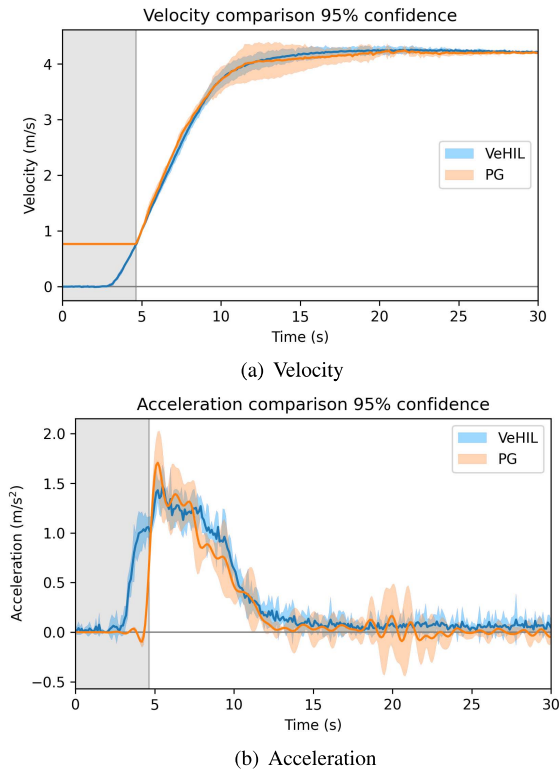 Velocity comparison 95% confidence
Velocity (m/s)
4
3
2
1
0
VeHIL
PG
0 5 10 15 20 25 30
Time (s)
(a) Velocity
Acceleration comparison 95% confidence
Acceleration (m/s²)
2.0
1.5
1.0
0.5
0.0
−0.5
VeHIL
PG
0 5 10 15 20 25 30
Time (s)
(b) Acceleration